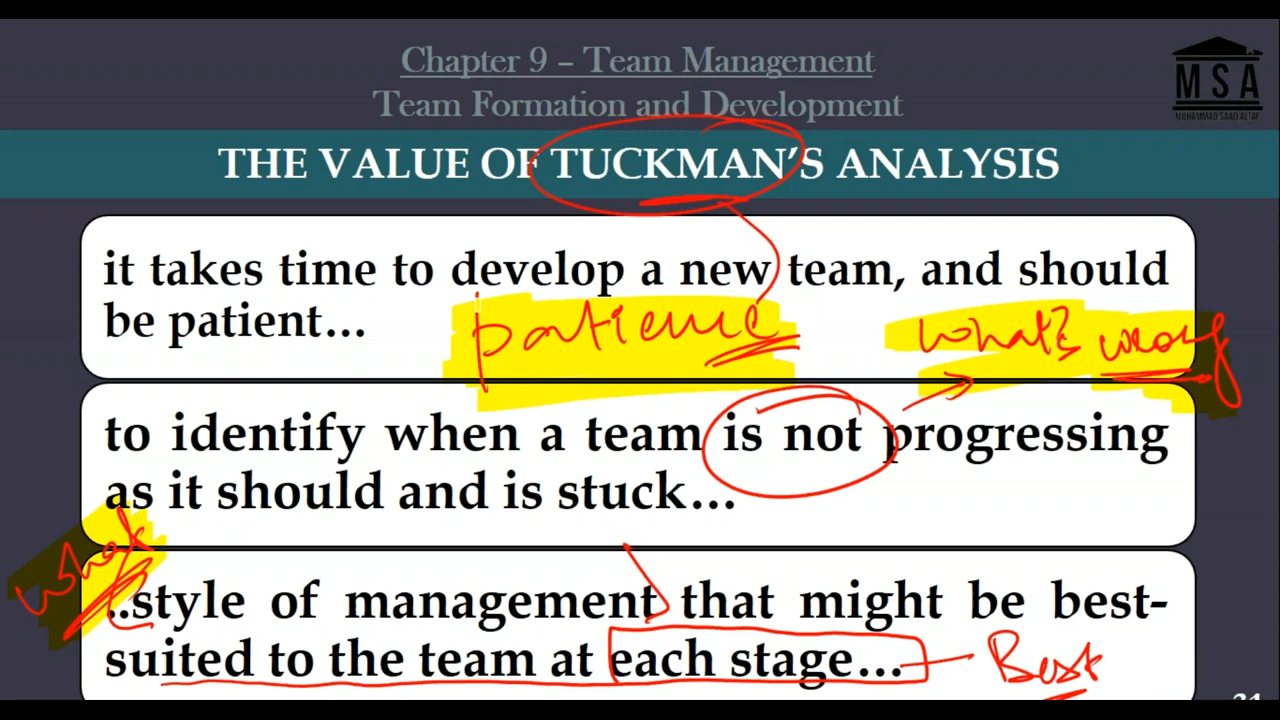 Chapter 9 – Team Management
Team Formation and Development
MSA
MUHAMMAD SAAD ALTAF
THE VALUE OF TUCKMAN'S ANALYSIS
it takes time to develop a new team, and should
be patient...
patience
what's wrong
to identify when a team is not progressing
as it should and is stuck...
what
..style of management that might be best-
suited to the team at each stage...
Best
31